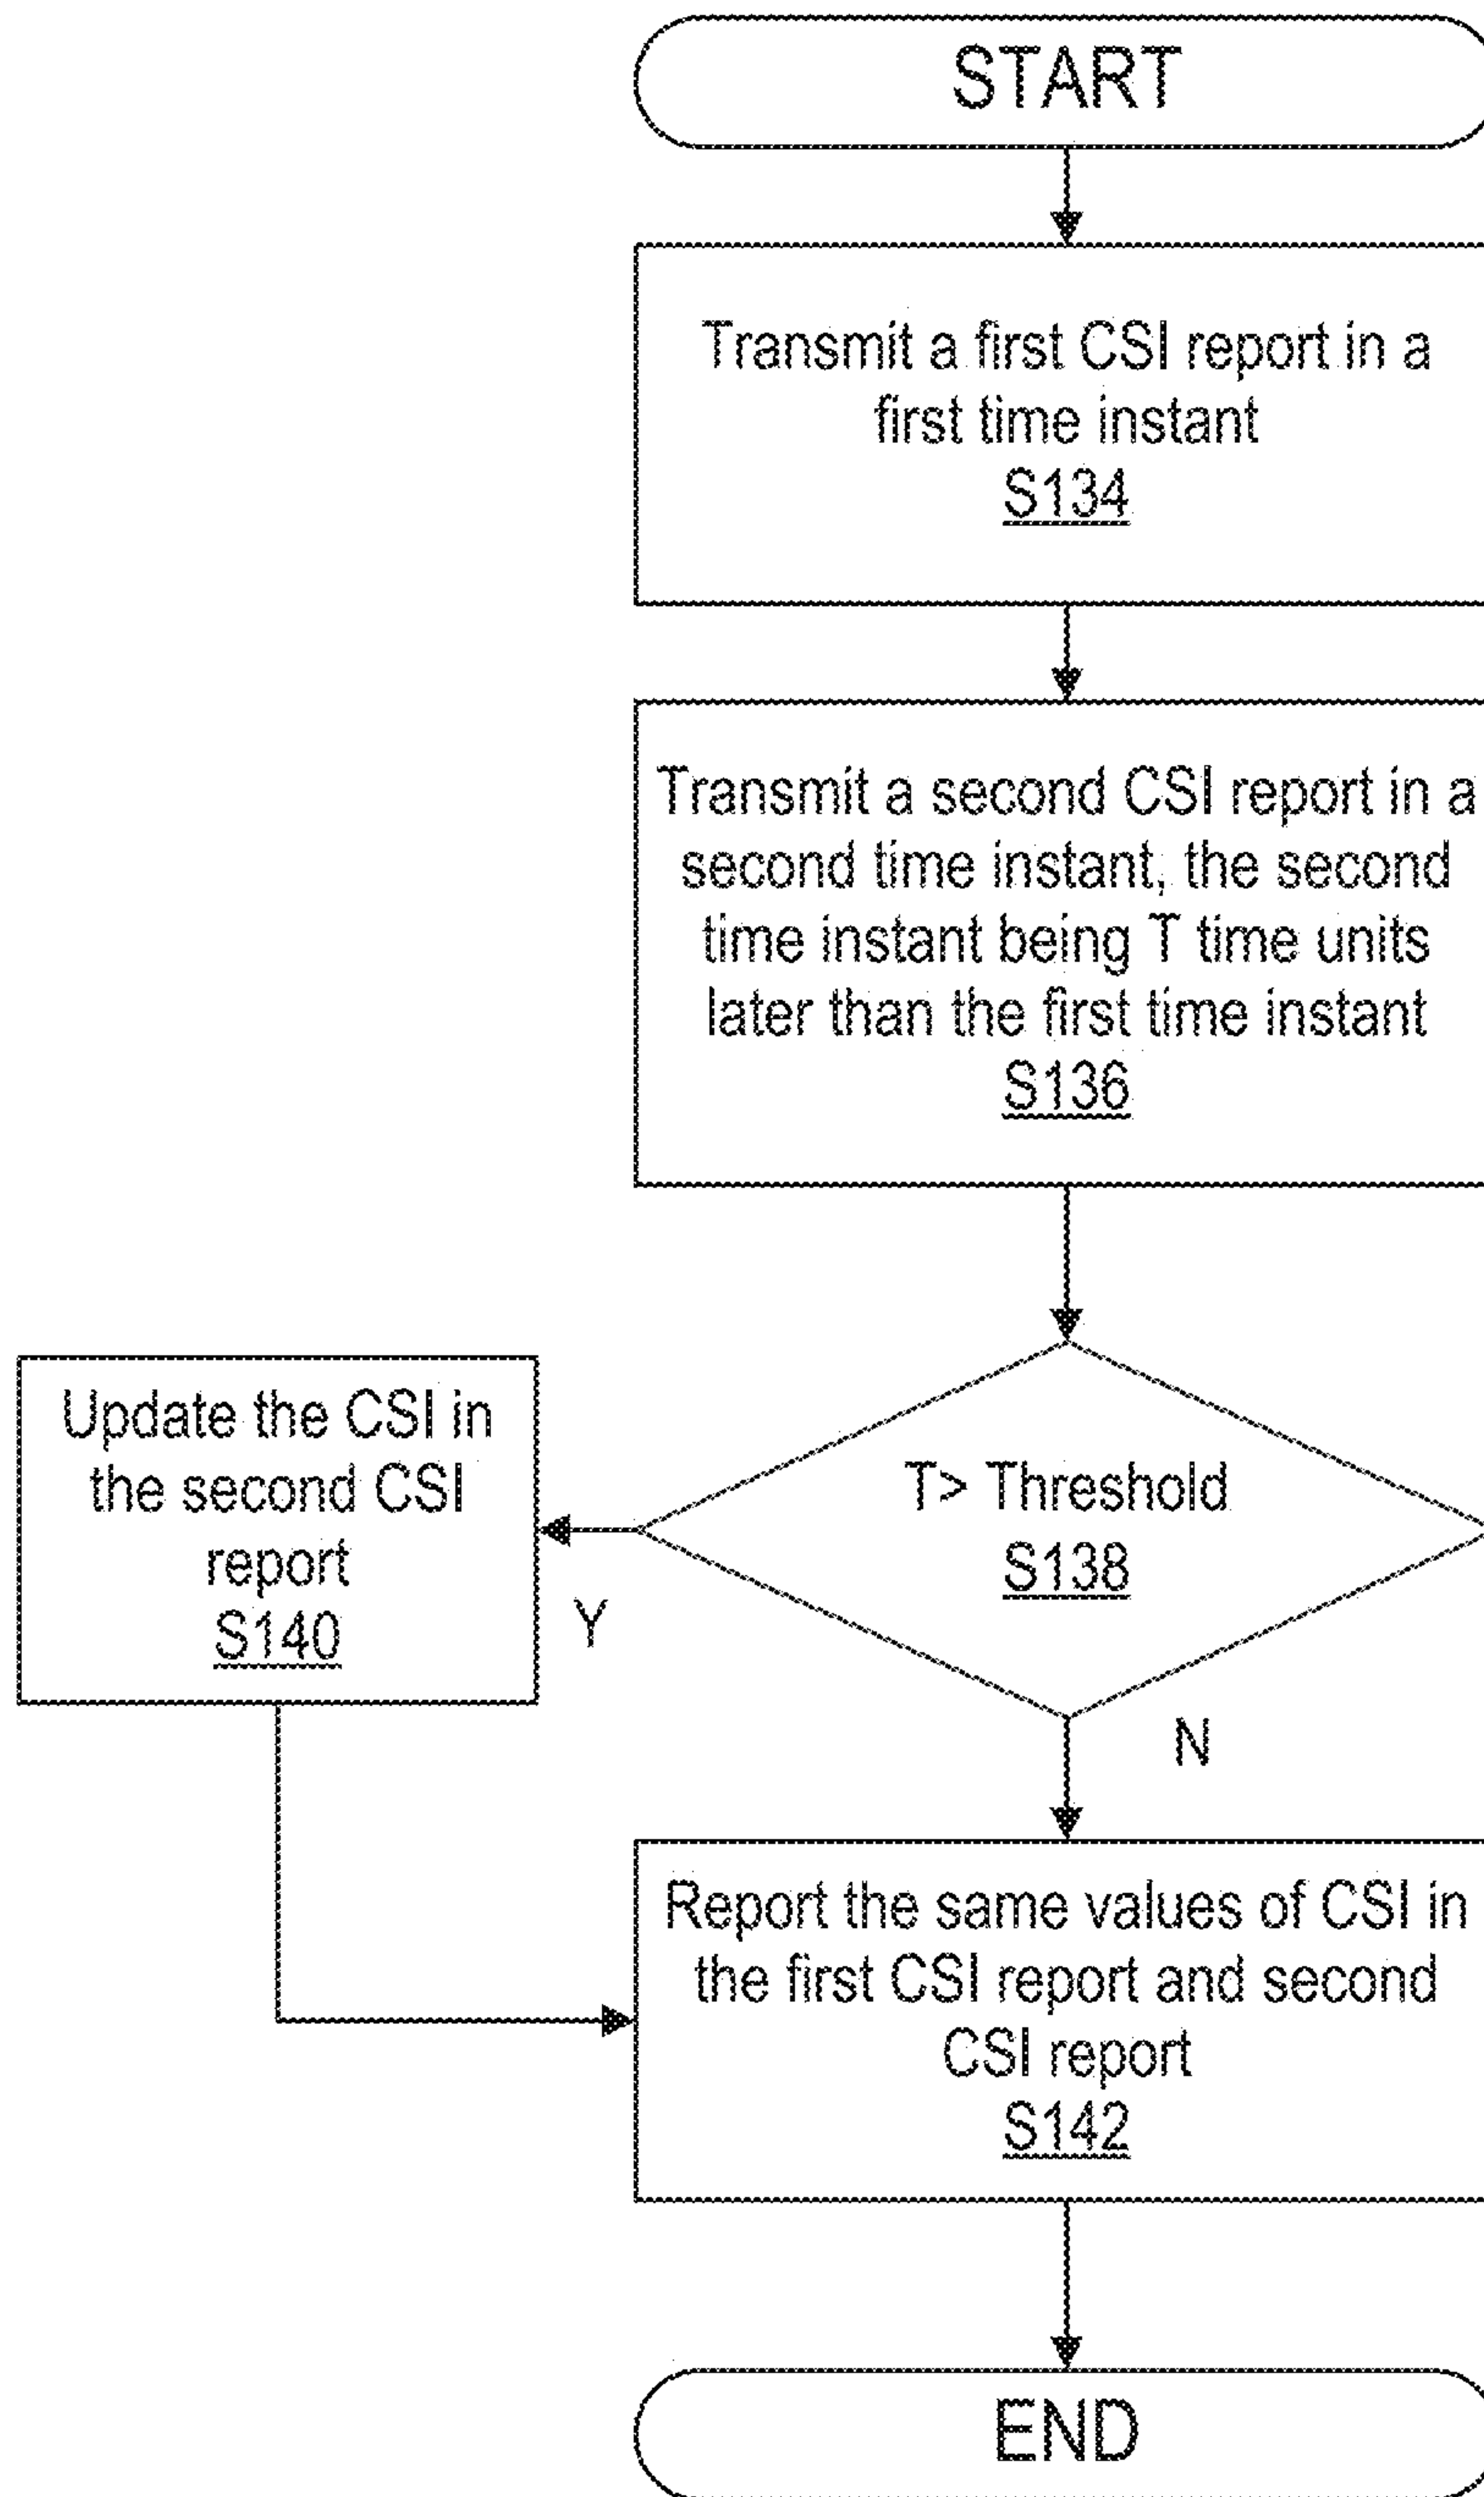 START
Transmit a first CSI report in a
first time instant
S134
Transmit a second CSI report in a
second time instant, the second
time instant being T time units
later than the first time instant
S136
Update the CSI in
the second CSI
report
S140
Y
T> Threshold
S138
N
Report the same values of CSI in
the first CSI report and second
CSI report
S142
END